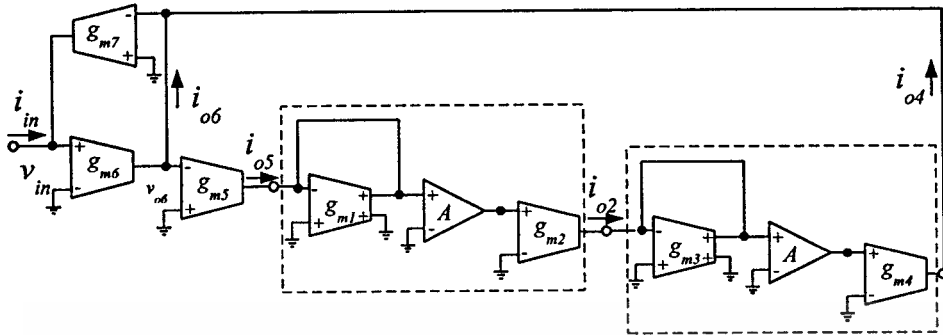 g_m7
i_in
i_o6
i_o4
v_in
g_m6
v_o6
i_o5
g_m5
g_m1
A
g_m2
i_o2
g_m3
A
g_m4